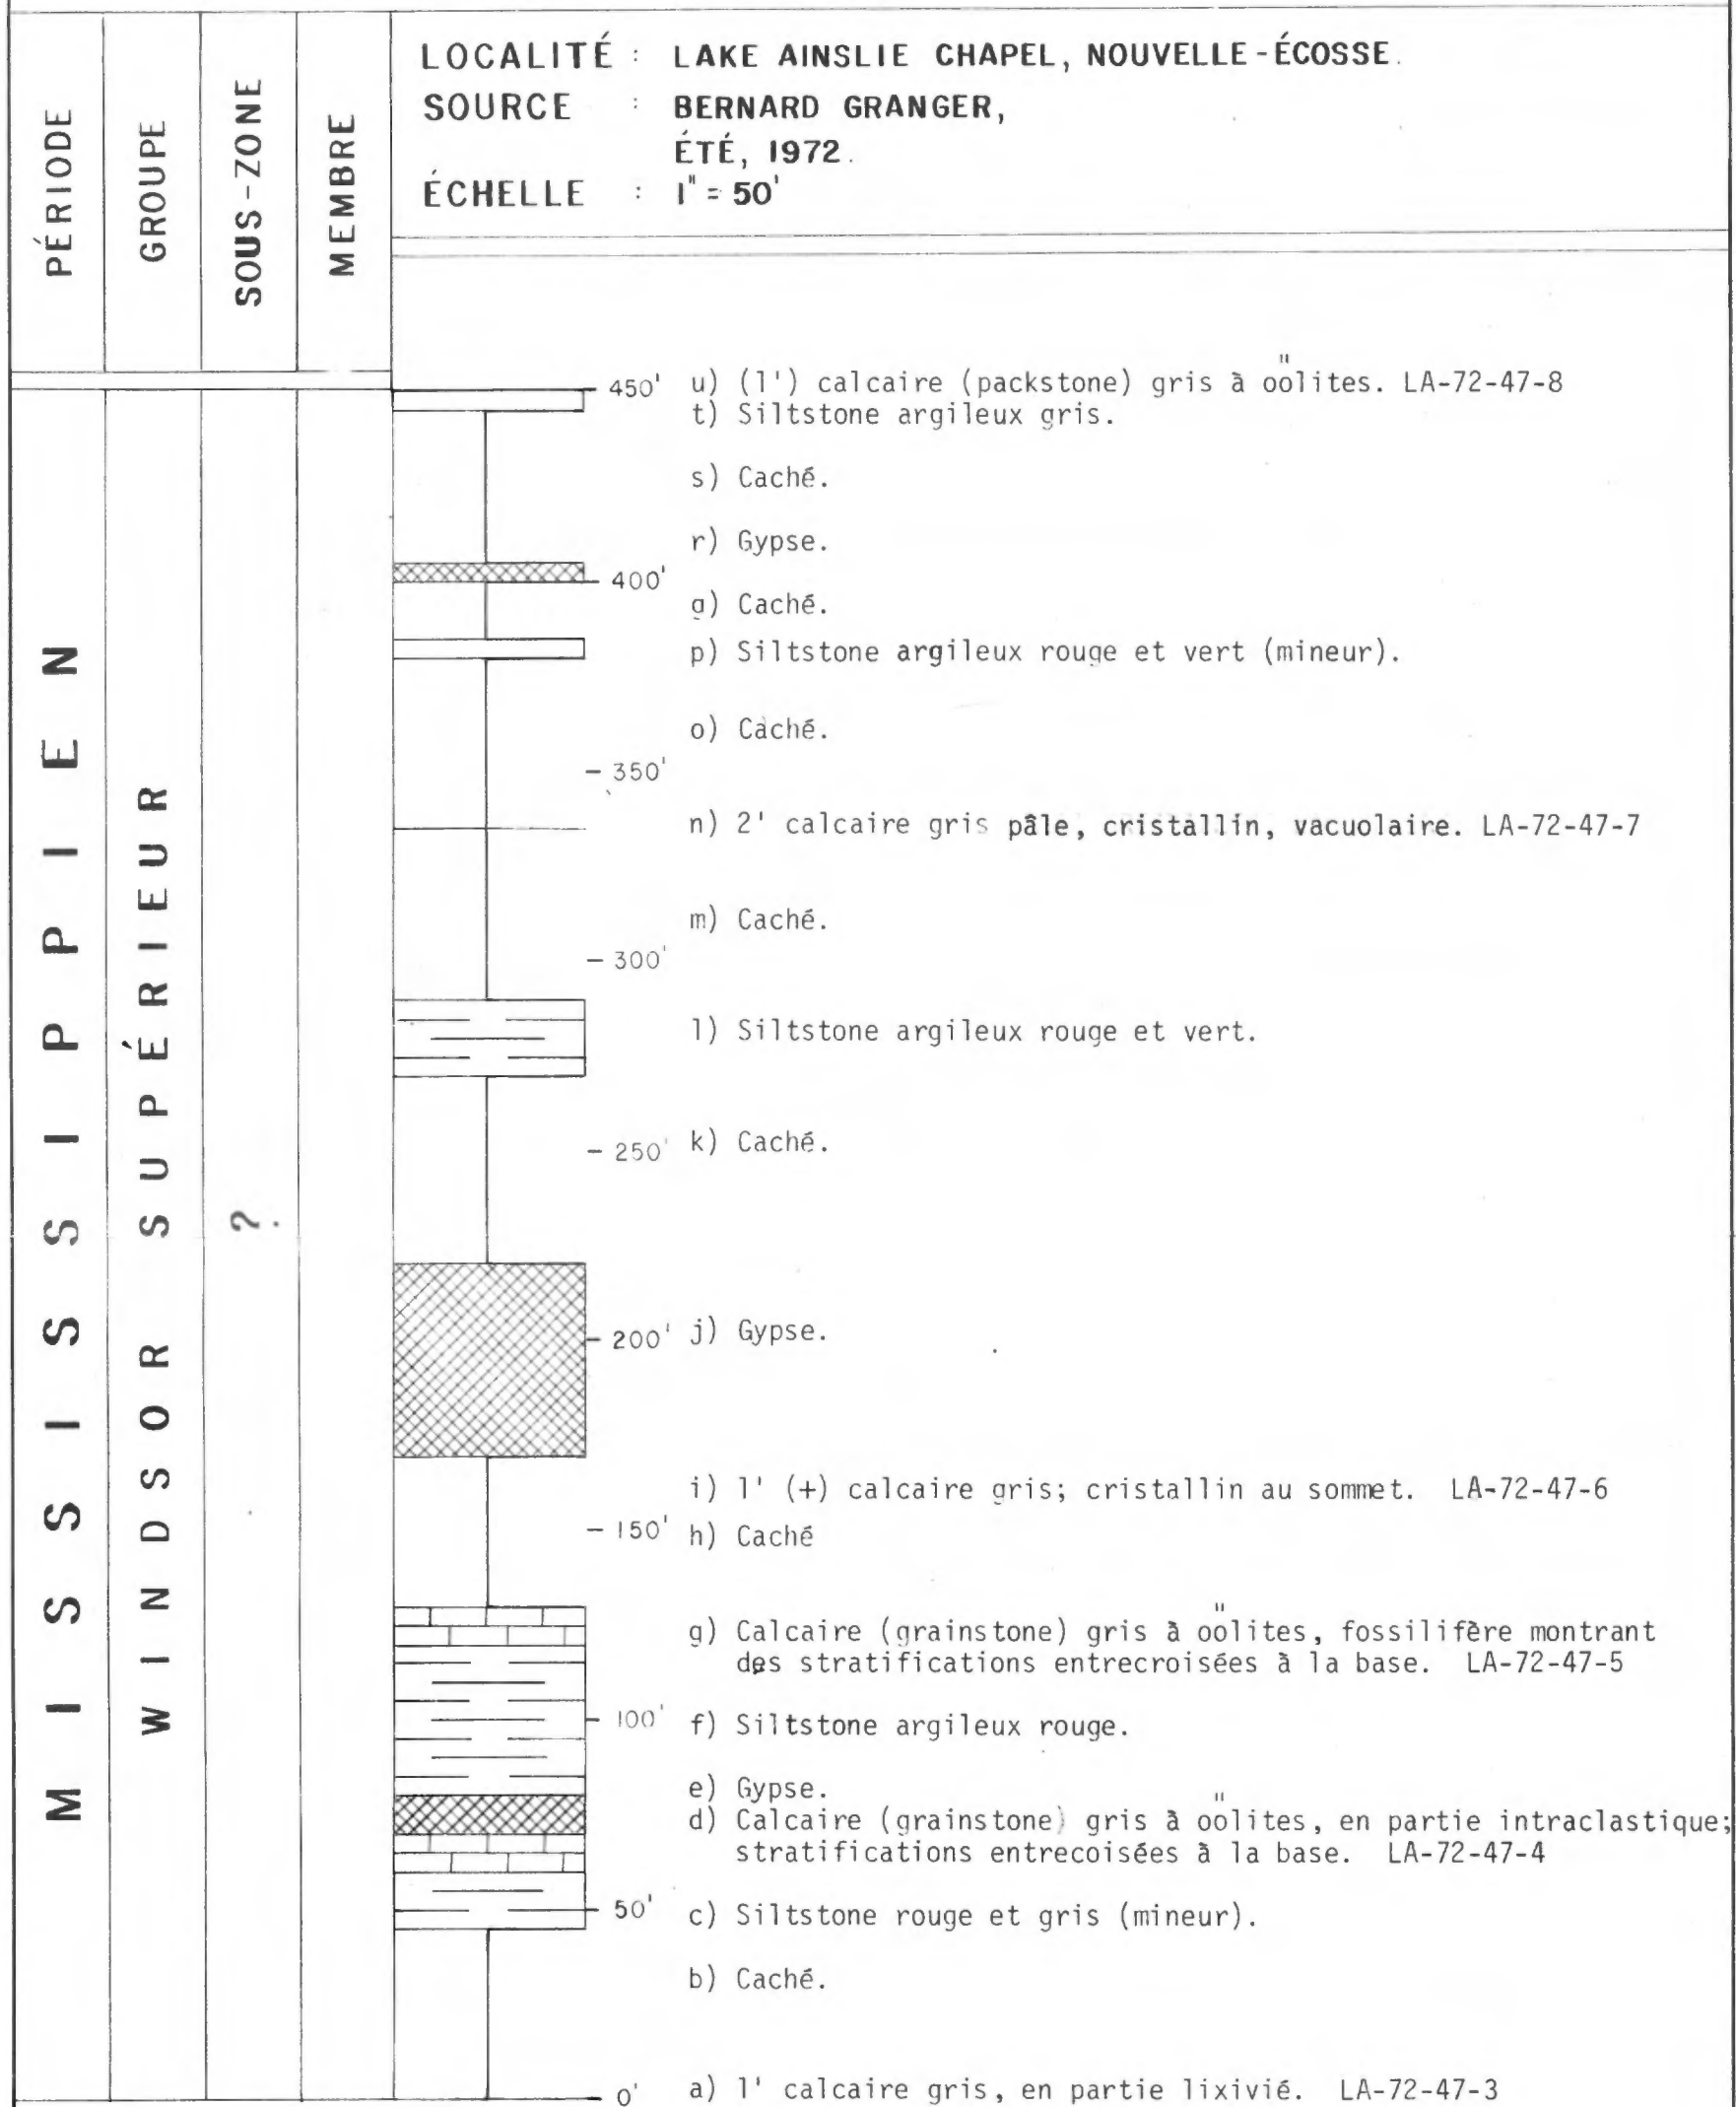 PÉRIODE
GROUPE
SOUS-ZONE
MEMBRE
LOCALITÉ : LAKE AINSLIE CHAPEL, NOUVELLE-ÉCOSSE.
SOURCE : BERNARD GRANGER,
ÉTÉ, 1972.
ÉCHELLE : 1" = 50'
MISSISSIPPIEN
WINDSOR SUPÉRIEUR
?
450' u) (1') calcaire (packstone) gris à oölites. LA-72-47-8
t) Siltstone argileux gris.
s) Caché.
r) Gypse.
400'
q) Caché.
p) Siltstone argileux rouge et vert (mineur).
o) Caché.
350'
n) 2' calcaire gris pâle, cristallin, vacuolaire. LA-72-47-7
m) Caché.
300'
l) Siltstone argileux rouge et vert.
250' k) Caché.
200' j) Gypse.
i) 1' (+) calcaire gris; cristallin au sommet. LA-72-47-6
150' h) Caché
g) Calcaire (grainstone) gris à oölites, fossilifère montrant
des stratifications entrecroisées à la base. LA-72-47-5
100' f) Siltstone argileux rouge.
e) Gypse.
d) Calcaire (grainstone) gris à oölites, en partie intraclastique;
stratifications entrecoisées à la base. LA-72-47-4
50' c) Siltstone rouge et gris (mineur).
b) Caché.
0' a) 1' calcaire gris, en partie lixivié. LA-72-47-3